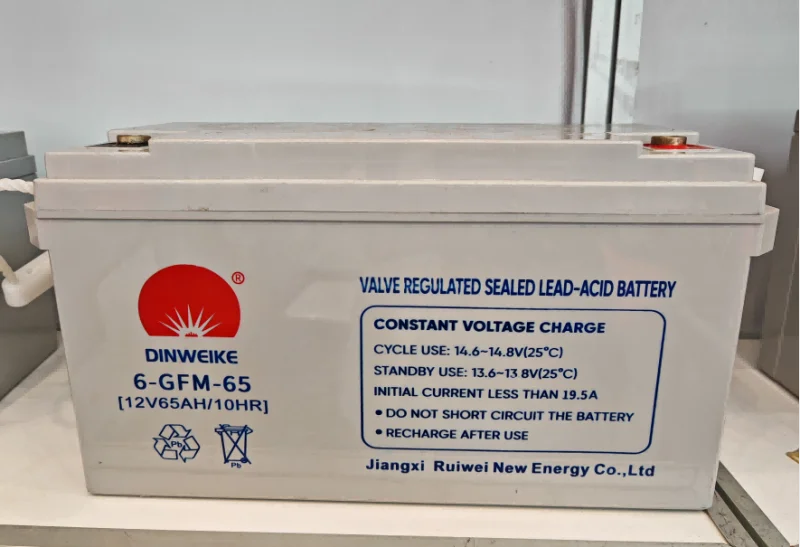 ®
DINWEIKE
6-GFM-65
[12V65AH/10HR]
Pb
Pb
VALVE REGULATED SEALED LEAD-ACID BATTERY
CONSTANT VOLTAGE CHARGE
CYCLE USE: 14.6~14.8V(25°C)
STANDBY USE: 13.6~13 8V(25°C)
INITIAL CURRENT LESS THAN 19.5A
• DO NOT SHORT CIRCUIT THE BATTERY
• RECHARGE AFTER USE
Jiangxi Ruiwei New Energy Co.,Ltd